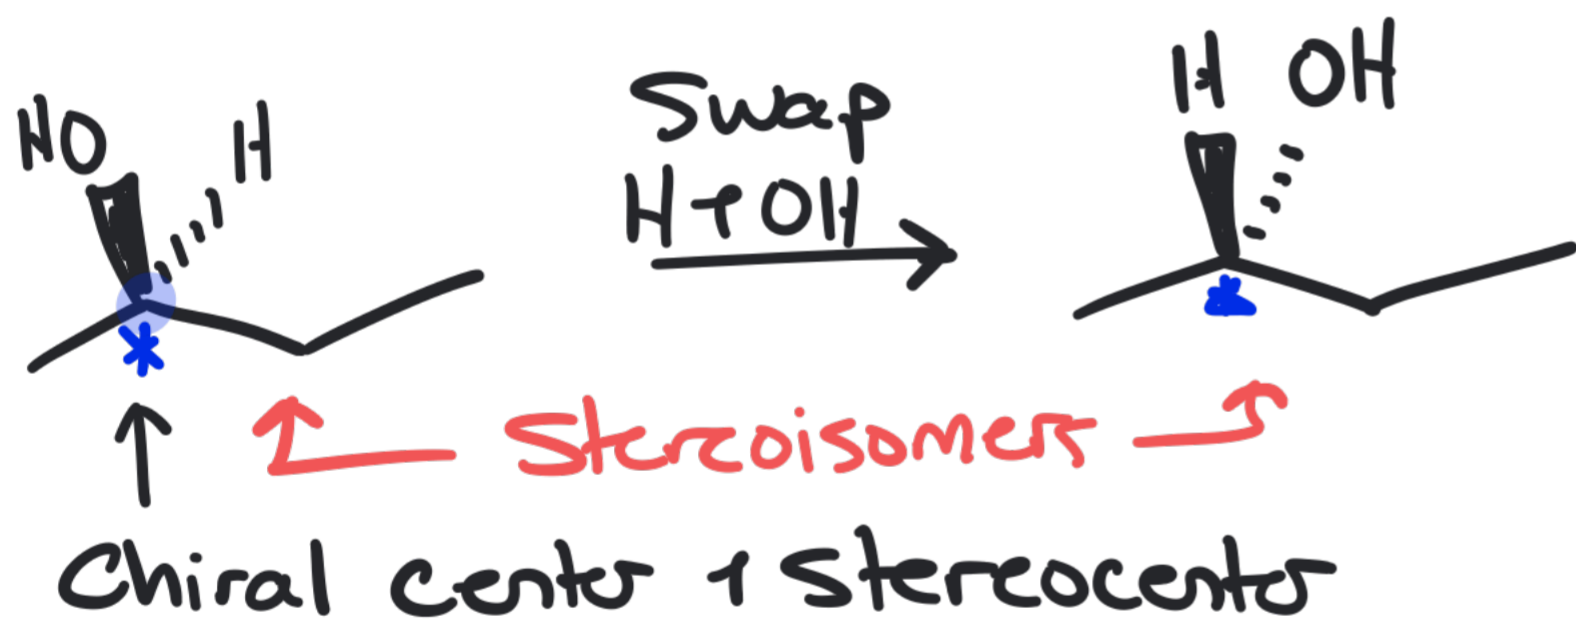 HO H
Swap
H + OH
H OH
*
Stereoisomers
Chiral center + Stereocenter